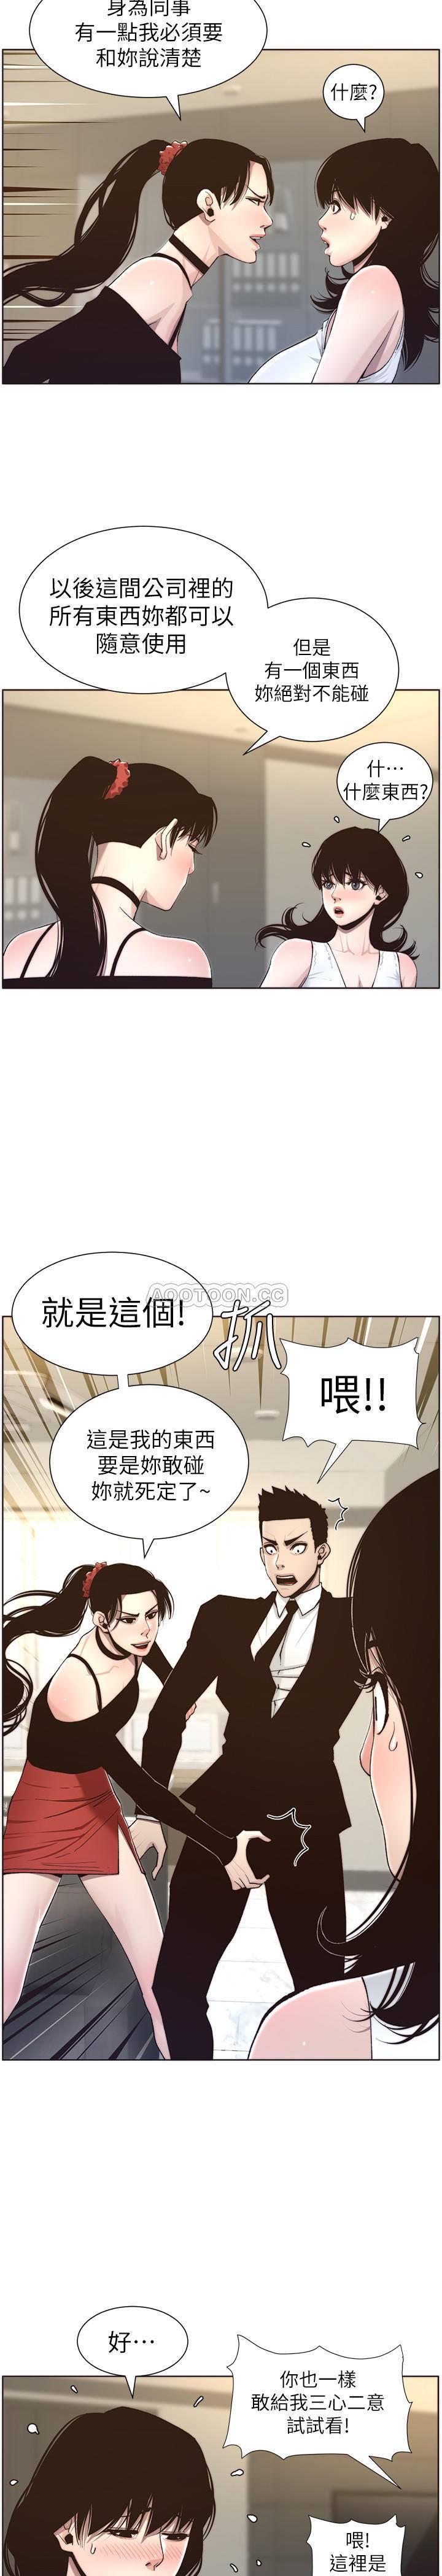 身為同事
有一點我必須要
和妳說清楚
什麼?
以後這間公司裡的
所有東西妳都可以
隨意使用
但是
有一個東西
妳絕對不能碰
什…
什麼東西?
就是這個!
抓
AOOTOON.CC
喂!!
這是我的東西
要是妳敢碰
妳就死定了~
好…
你也一樣
敢給我三心二意
試試看!
喂!
這裡是